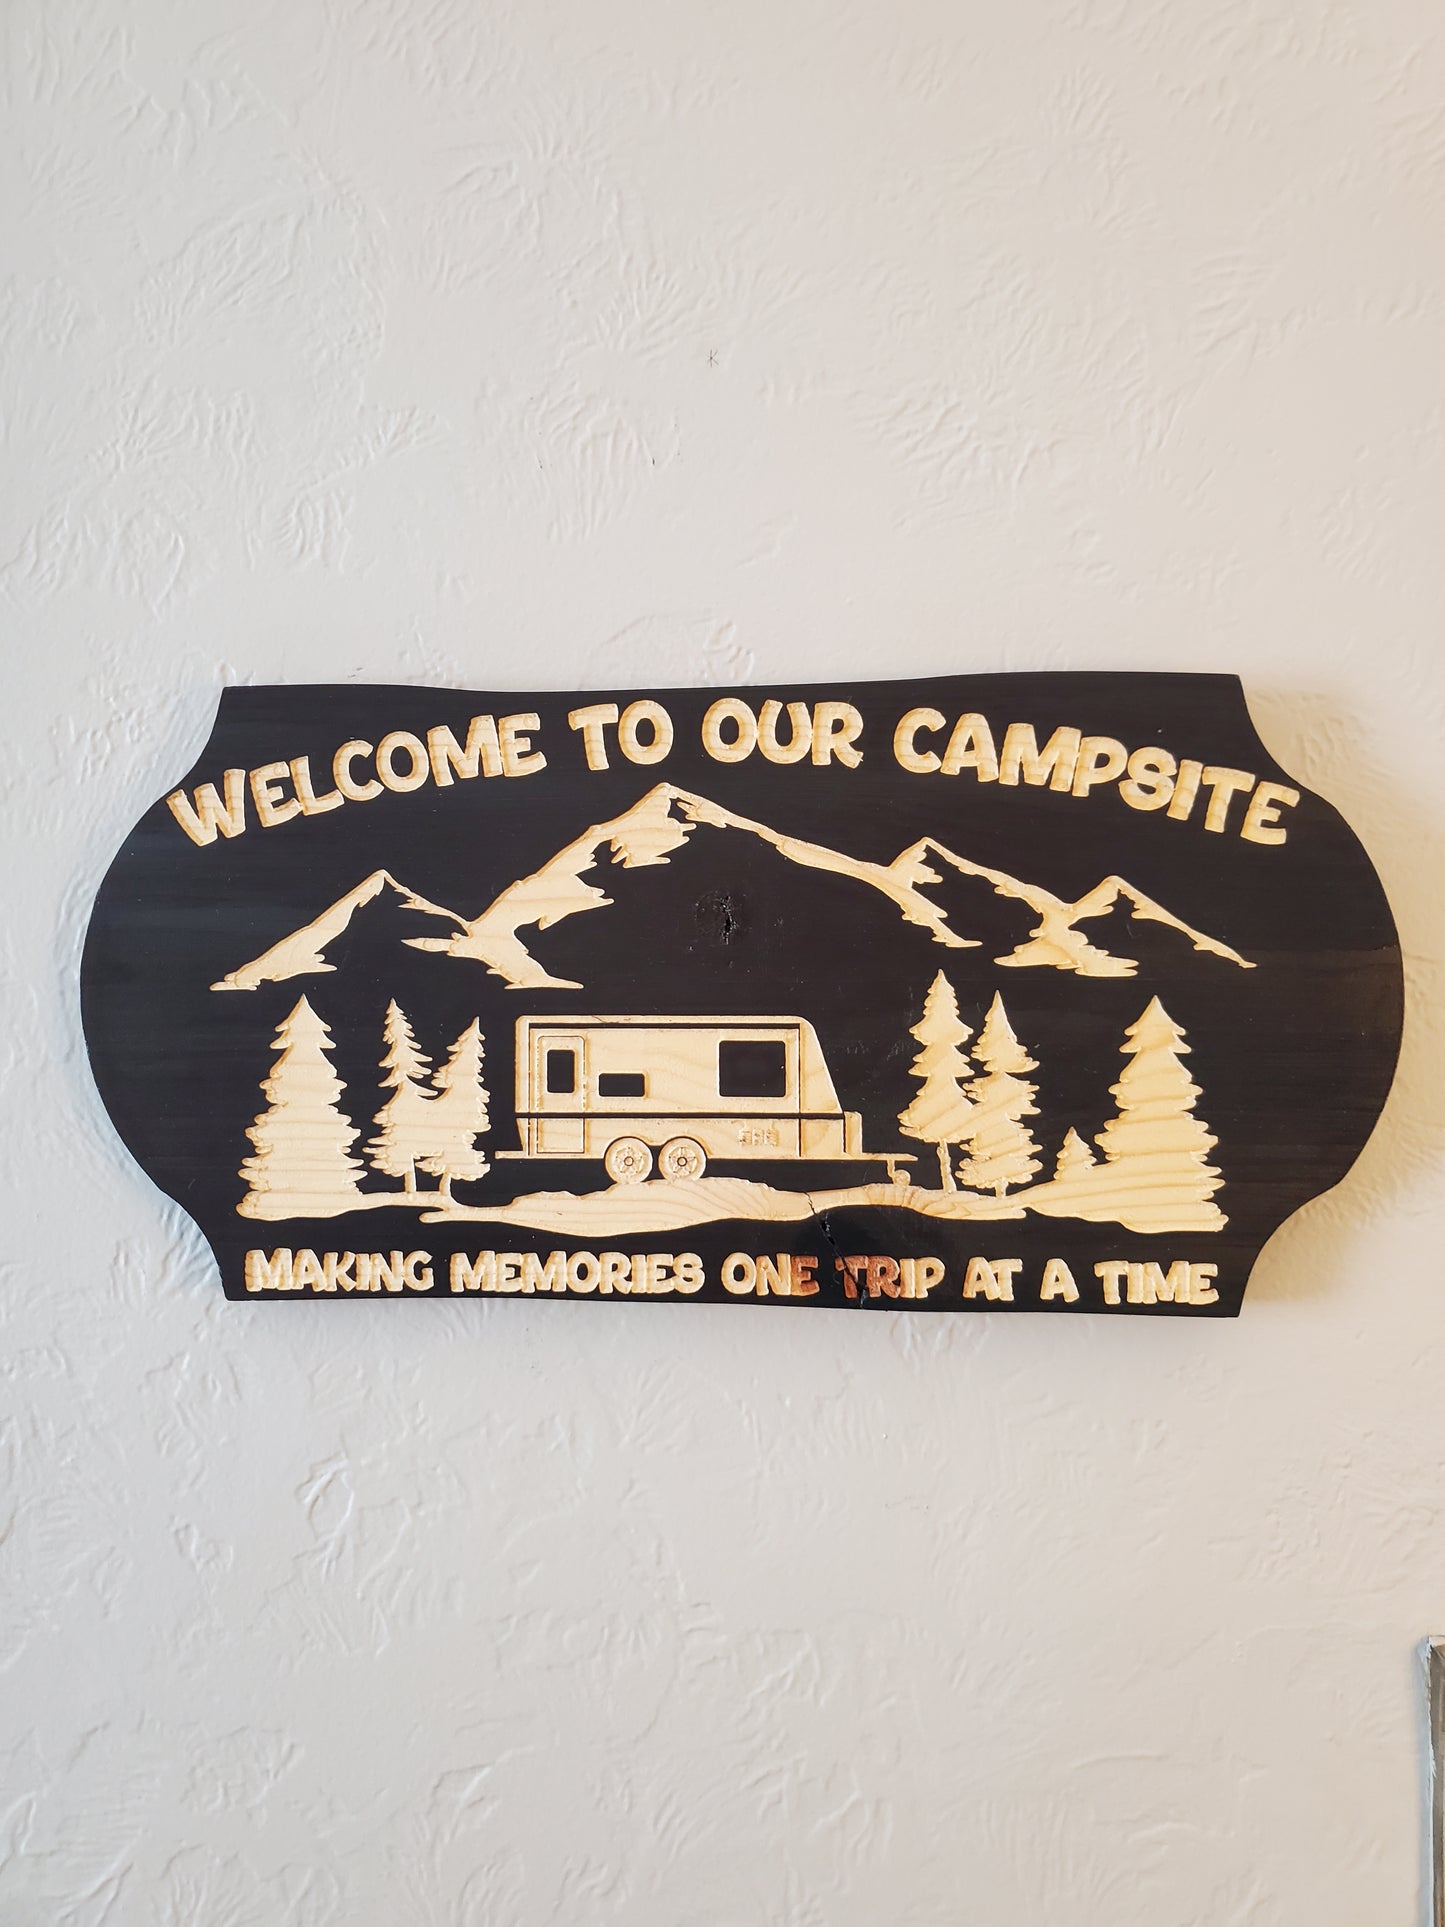 WELCOME TO OUR CAMPSITE
MAKING MEMORIES ONE TRIP AT A TIME